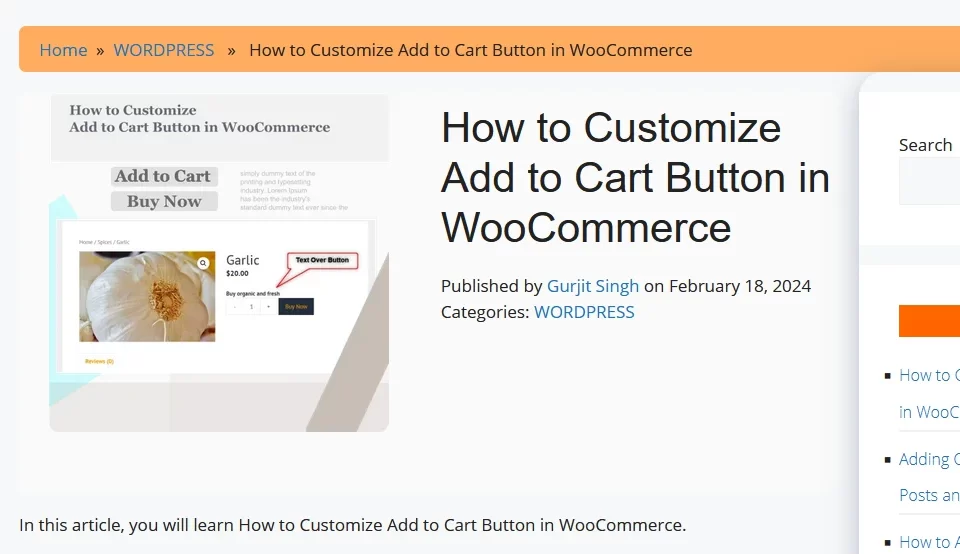 Home » WORDPRESS » How to Customize Add to Cart Button in WooCommerce
How to Customize
Add to Cart Button in WooCommerce
Add to Cart
Buy Now
simply dummy text of the
printing and typesetting
industry. Lorem Ipsum
has been the industry's
standard dummy text ever since the
Home / Spices / Garlic
Garlic
$20.00
Text Over Button
Buy organic and fresh
- 1 + Buy Now
Reviews (0)
How to Customize
Add to Cart Button in
WooCommerce
Published by Gurjit Singh on February 18, 2024
Categories: WORDPRESS
Search
How to C
in WooC
Adding C
Posts an
How to A
In this article, you will learn How to Customize Add to Cart Button in WooCommerce.